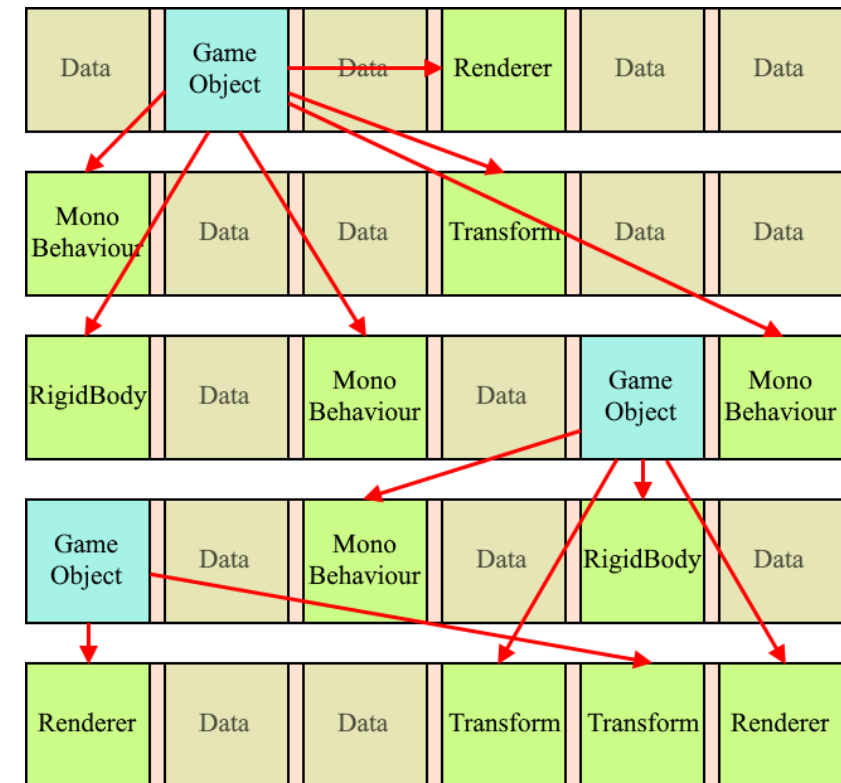 Data
Game
Object
Data
Renderer
Data
Data
Mono
Behaviour
Data
Data
Transform
Data
Data
RigidBody
Data
Mono
Behaviour
Data
Game
Object
Mono
Behaviour
Game
Object
Data
Mono
Behaviour
Data
RigidBody
Data
Renderer
Data
Data
Transform
Transform
Renderer